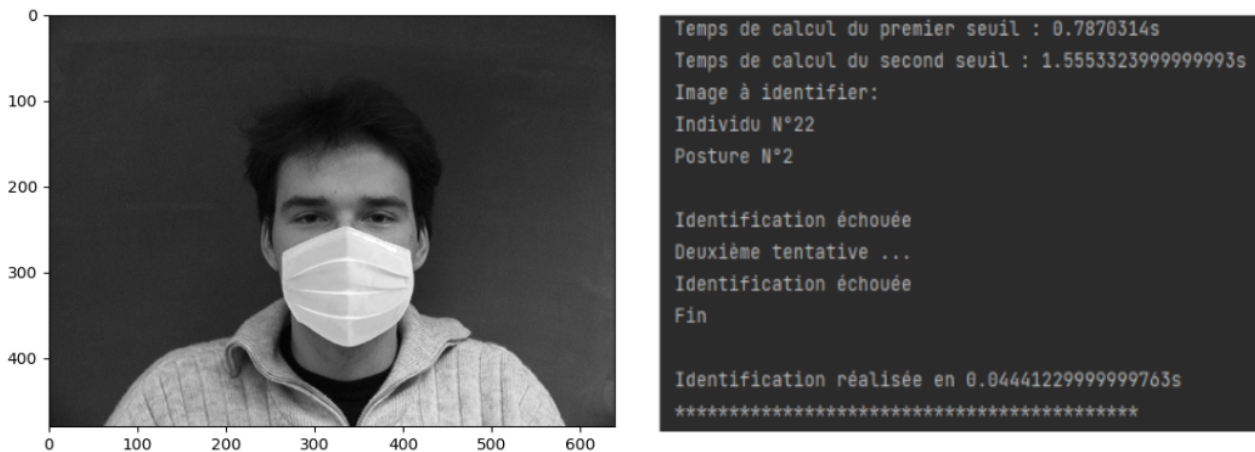 0
100
200
300
400
0 100 200 300 400 500 600
Temps de calcul du premier seuil : 0.7870314s
Temps de calcul du second seuil : 1.5553323999999993s
Image à identifier:
Individu N°22
Posture N°2
Identification échouée
Deuxième tentative ...
Identification échouée
Fin
Identification réalisée en 0.04441229999999763s
*******************************************